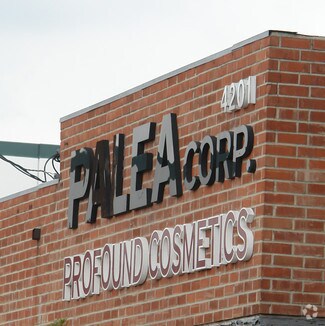 4201
PALEA CORP.
PROFOUND COSMETICS